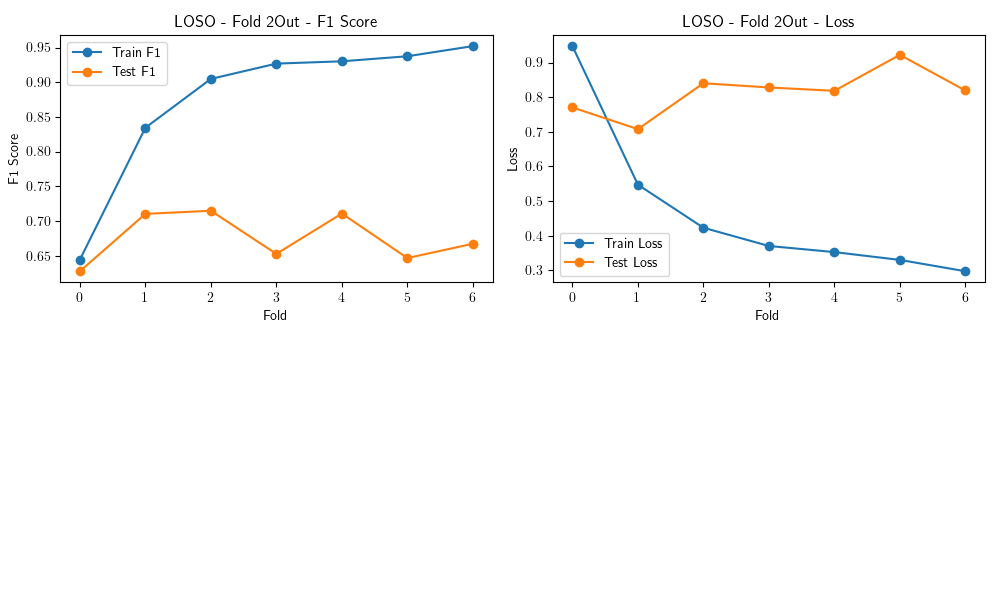 LOSO - Fold 2Out - F1 Score
Train F1
Test F1
F1 Score
0.95
0.90
0.85
0.80
0.75
0.70
0.65
0 1 2 3 4 5 6
Fold
LOSO - Fold 2Out - Loss
Loss
0.9
0.8
0.7
0.6
0.5
0.4
0.3
Train Loss
Test Loss
0 1 2 3 4 5 6
Fold